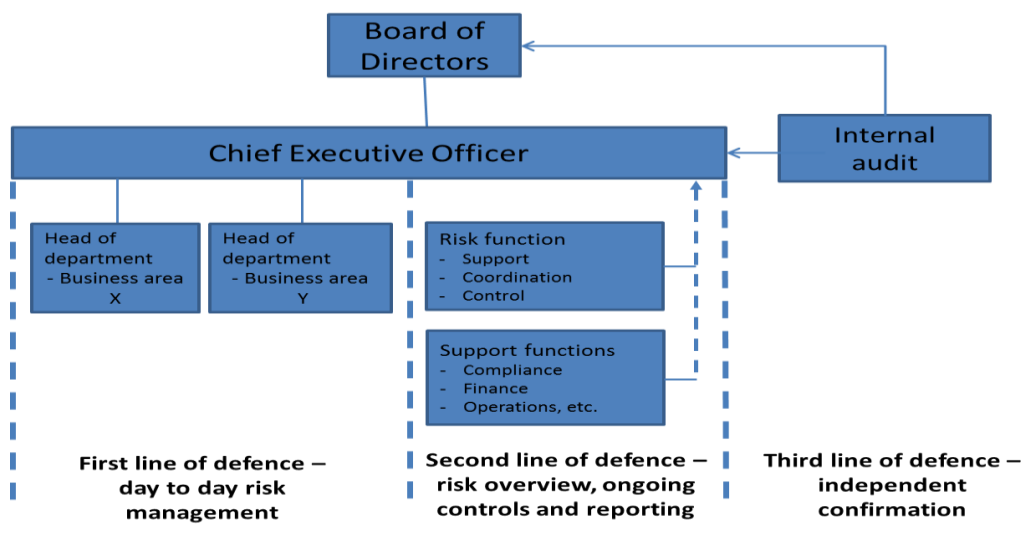 Board of
Directors
Chief Executive Officer
Internal
audit
Head of
department
- Business area
X
Head of
department
- Business area
Y
Risk function
- Support
- Coordination
- Control
Support functions
- Compliance
- Finance
- Operations, etc.
First line of defence –
day to day risk
management
Second line of defence –
risk overview, ongoing
controls and reporting
Third line of defence –
independent
confirmation